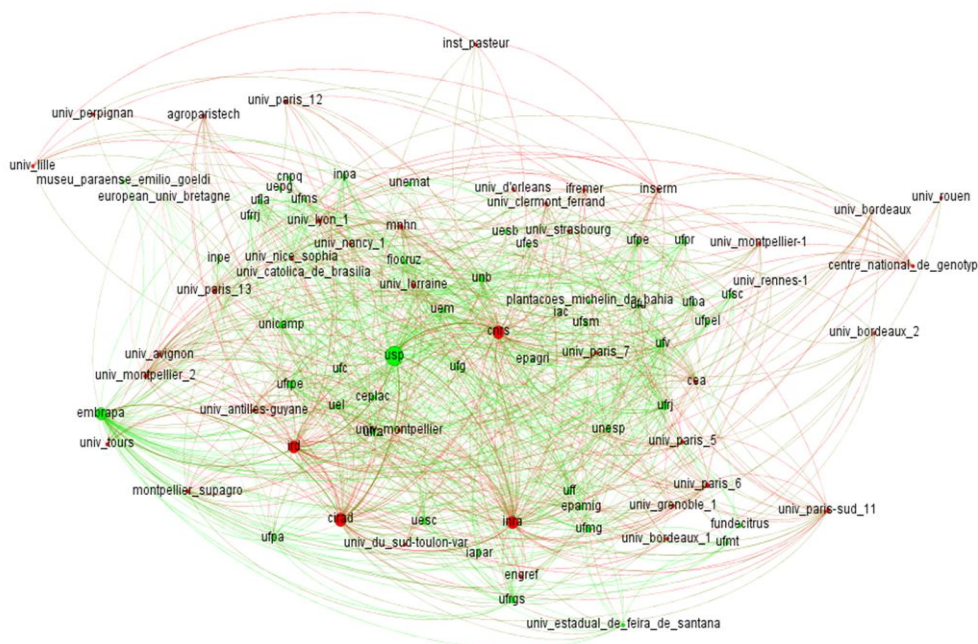 inst_pasteur
univ_paris_12
univ_perpignan
agroparistech
univ_lille
museu_paraense_emilio_goeldi
european_univ_bretagne
cnpq
uepg
inpa
unemat
ufla
ufms
ufrrj
univ_lyon_1
mnhn
univ_d'orleans
ifremer
inserm
univ_clermont_ferrand
univ_rouen
univ_bordeaux
uesb
univ_strasbourg
ufes
ufpe
ufpr
univ_montpellier-1
inpe
univ_nancy_1
univ_nice_sophia
fiocruz
univ_catolica_de_brasilia
centre_national_de_genotyp
univ_paris_13
univ_lorraine
unb
univ_rennes-1
plantacoes_michelin_da_bahia
ufba
ufsc
uem
iac
ufu
unicamp
cnrs
ufsm
ufpel
univ_bordeaux_2
ufv
univ_avignon
usp
epagri
univ_paris_7
univ_montpellier_2
ufc
ufg
cea
ufrpe
ceplac
embrapa
univ_antilles-guyane
uel
ufrj
univ_tours
ufra
univ_montpellier
unesp
ird
univ_paris_5
montpellier_supagro
uff
univ_paris_6
epamig
univ_grenoble_1
cirad
uesc
inra
ufmg
fundecitrus
univ_paris-sud_11
ufpa
univ_du_sud-toulon-var
iapar
univ_bordeaux_1
ufmt
engref
ufrgs
univ_estadual_de_feira_de_santana